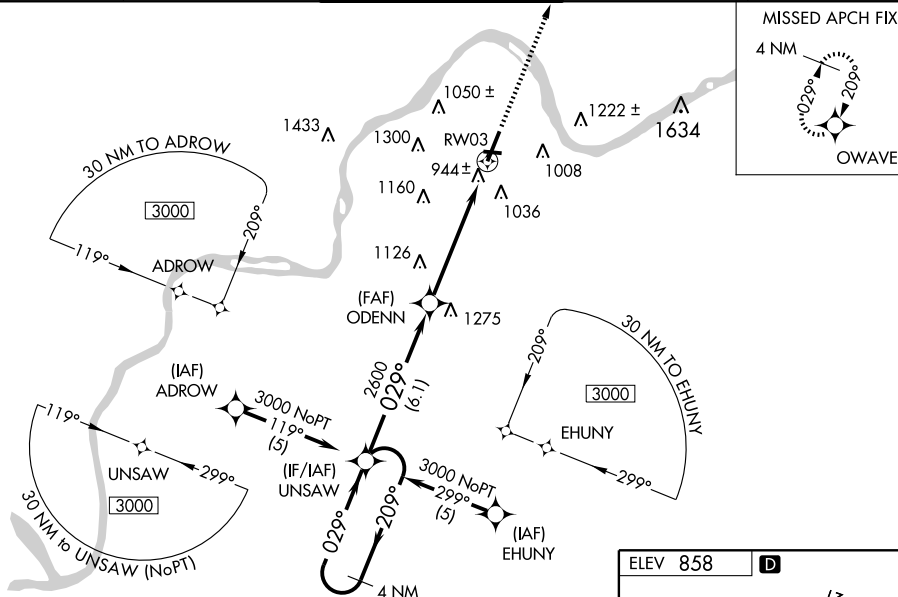 MISSED APCH FIX
4 NM
029°
209°
OWAVE
1050 ±
1433
1300
RW03
1222 ±
1634
944±
1008
1160
1036
30 NM TO ADROW
3000
209°
119°
ADROW
1126
(FAF)
ODENN
1275
30 NM TO EHUNY
209°
3000
EHUNY
299°
(IAF)
ADROW
2600
029°
(6.1)
3000 NoPT
119°
(5)
119°
UNSAW
299°
3000
30 NM to UNSAW (NoPT)
(IF/IAF)
UNSAW
3000 NoPT
299°
(5)
(IAF)
EHUNY
029°
209°
4 NM
ELEV 858
D